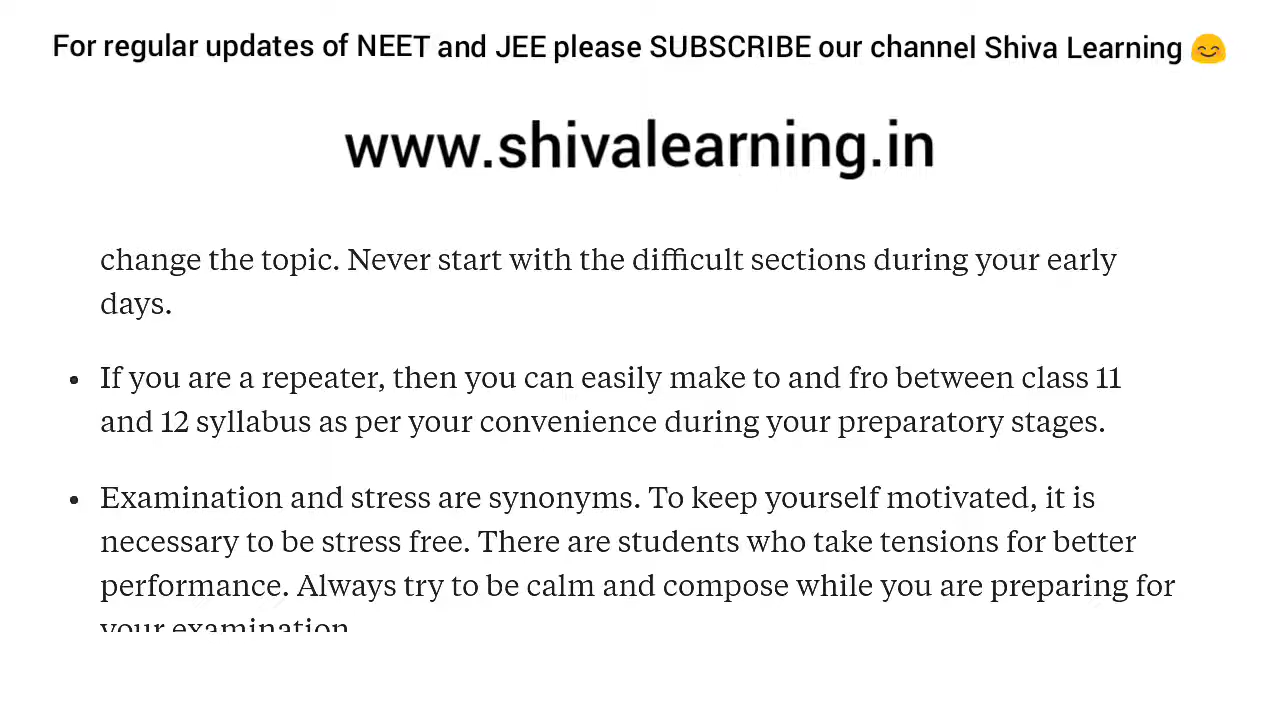 For regular updates of NEET and JEE please SUBSCRIBE our channel Shiva Learning 😊
www.shivalearning.in
change the topic. Never start with the difficult sections during your early
days.
• If you are a repeater, then you can easily make to and fro between class 11
and 12 syllabus as per your convenience during your preparatory stages.
• Examination and stress are synonyms. To keep yourself motivated, it is
necessary to be stress free. There are students who take tensions for better
performance. Always try to be calm and compose while you are preparing for
your examination